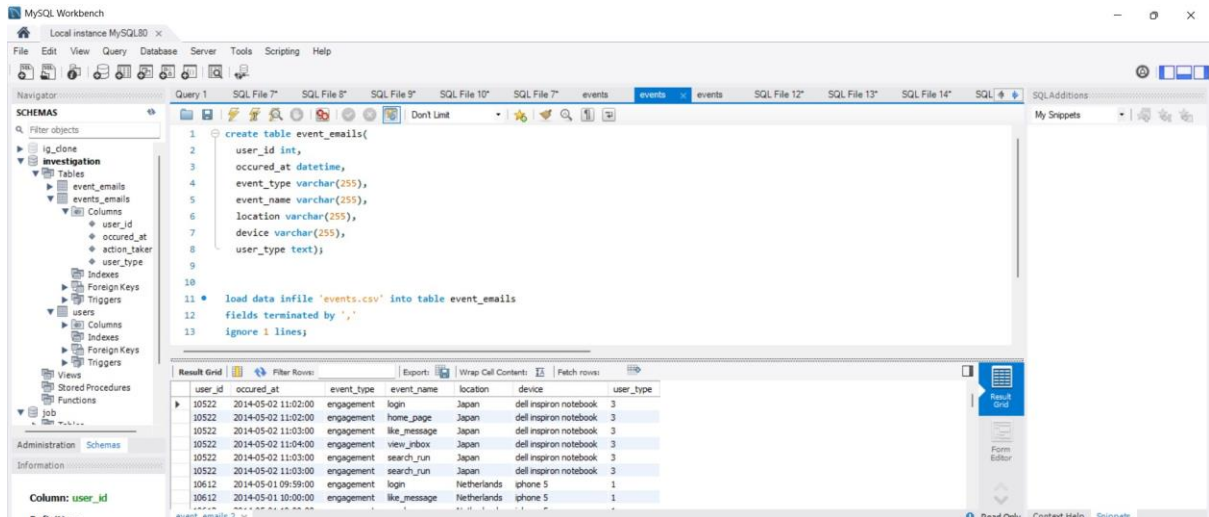 MySQL Workbench
Local instance MySQL80 ×
File Edit View Query Database Server Tools Scripting Help
Navigator
Query 1 SQL File 7* SQL File 8* SQL File 9* SQL File 10* SQL File 7* events events × events SQL File 12* SQL File 13* SQL File 14* SQL
SQLAdditions
SCHEMAS
Don't Limit
My Snippets
Filter objects
ig_clone
investigation
Tables
event_emails
events_emails
Columns
user_id
occured_at
action_taker
user_type
Indexes
Foreign Keys
Triggers
users
Columns
Indexes
Foreign Keys
Triggers
Views
Stored Procedures
Functions
job
Administration Schemas
Information
Column: user_id
1 create table event_emails(
2 user_id int,
3 occured_at datetime,
4 event_type varchar(255),
5 event_name varchar(255),
6 location varchar(255),
7 device varchar(255),
8 user_type text);
9
10
11 load data infile 'events.csv' into table event_emails
12 fields terminated by ','
13 ignore 1 lines;
Result Grid Filter Rows: Export: Wrap Cell Content: Fetch rows:
user_id occured_at event_type event_name location device user_type
10522 2014-05-02 11:02:00 engagement login Japan dell inspiron notebook 3
10522 2014-05-02 11:02:00 engagement home_page Japan dell inspiron notebook 3
10522 2014-05-02 11:03:00 engagement like_message Japan dell inspiron notebook 3
10522 2014-05-02 11:04:00 engagement view_inbox Japan dell inspiron notebook 3
10522 2014-05-02 11:03:00 engagement search_run Japan dell inspiron notebook 3
10522 2014-05-02 11:03:00 engagement search_run Japan dell inspiron notebook 3
10612 2014-05-01 09:59:00 engagement login Netherlands iphone 5 1
10612 2014-05-01 10:00:00 engagement like_message Netherlands iphone 5 1
Result Grid
Form Editor
event_emails 2 ×
Read Only Context Help Snippets